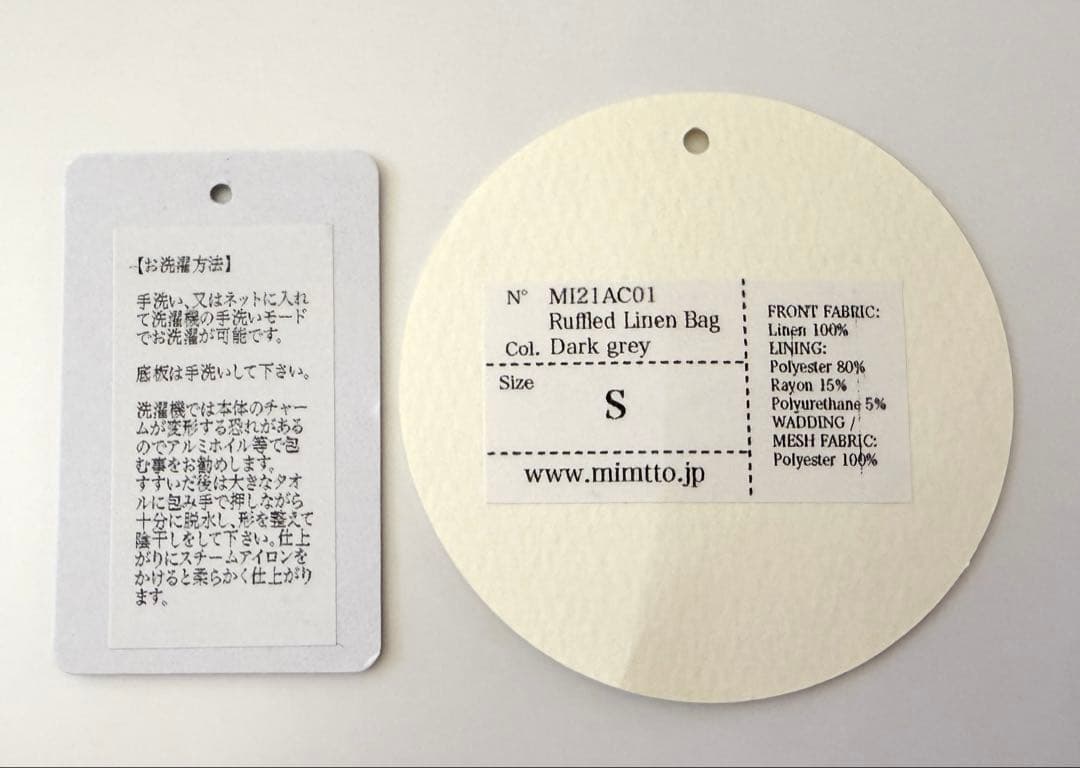 【お洗濯方法】
手洗い、又はネットに入れ
て洗濯機の手洗いモード
でお洗濯が可能です。
底板は手洗いして下さい。
洗濯機では本体のチャー
ムが変形する恐れがある
のでアルミホイル等で包
む事をお勧めします。
すすいだ後は大きなタオ
ルに包み手で押しながら
十分に脱水し、形を整えて
陰干しをして下さい。仕上
がりにスチームアイロンを
かけると柔らかく仕上がり
ます。
N° MI21AC01
Ruffled Linen Bag
Col. Dark grey
Size
S
www.mimtto.jp
FRONT FABRIC:
Linen 100%
LINING:
Polyester 80%
Rayon 15%
Polyurethane 5%
WADDING /
MESH FABRIC:
Polyester 100%